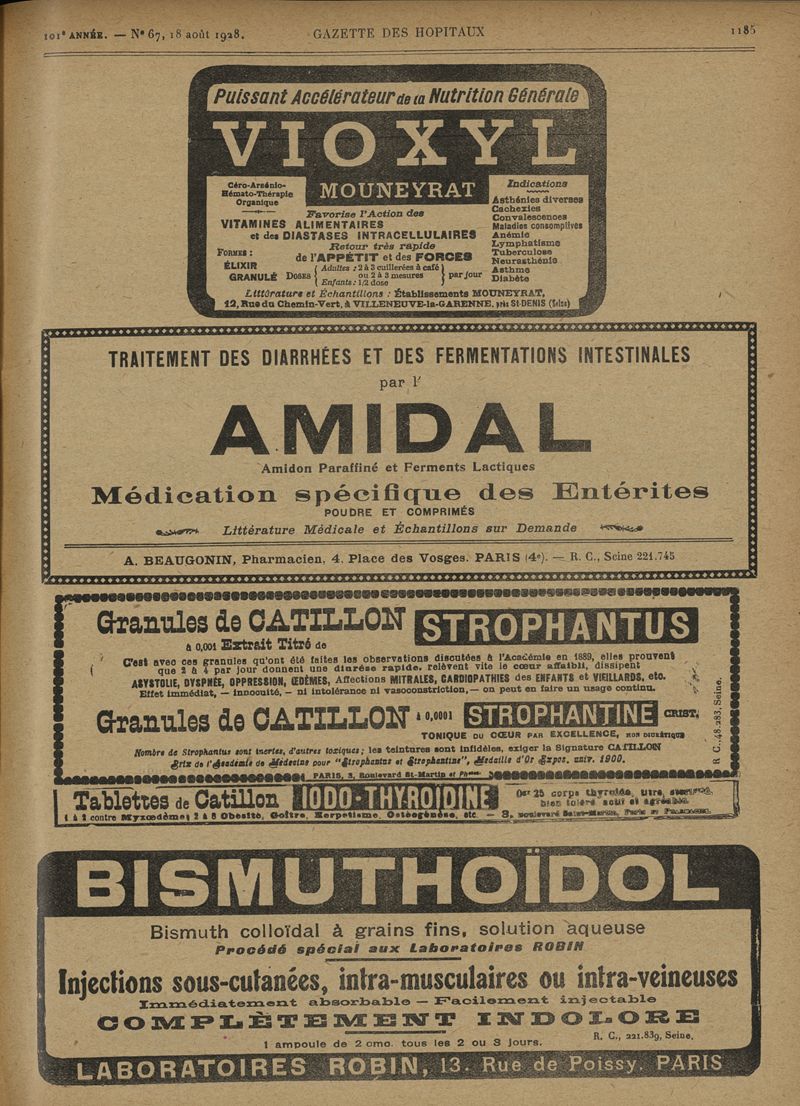 101e ANNÉE. — N° 67, 18 août 1928.
GAZETTE DES HOPITAUX
1185
Puissant Accélérateur de la Nutrition Générale
VIOXYL
MOUNEYRAT
Céro-Arsénio-
Hémato-Thérapie
Organique
Favorise l'Action des
VITAMINES ALIMENTAIRES
et des DIASTASES INTRACELLULAIRES
Retour très rapide
de l'APPÉTIT et des FORCES
FORMES :
ÉLIXIR
GRANULÉ
DOSES
Adultes : 2 à 3 cuillerées à café
ou 2 à 3 mesures
Enfants : 1/2 dose
par jour
Indications
Asthénies diverses
Cachexies
Convalescences
Maladies consomptives
Anémie
Lymphatisme
Tuberculose
Neurasthénie
Asthme
Diabète
Littérature et Échantillons : Établissements MOUNEYRAT,
12, Rue du Chemin-Vert, à VILLENEUVE-la-GARENNE, près St-DENIS (Seine)
TRAITEMENT DES DIARRHÉES ET DES FERMENTATIONS INTESTINALES
par l'
AMIDAL
Amidon Paraffiné et Ferments Lactiques
Médication spécifique des Entérites
POUDRE ET COMPRIMÉS
Littérature Médicale et Échantillons sur Demande
A. BEAUGONIN, Pharmacien, 4, Place des Vosges, PARIS (4e). — R. C., Seine 221.745
Granules de CATILLON STROPHANTUS
à 0,001 Extrait Titré de
C'est avec ces granules qu'ont été faites les observations discutées à l'Académie en 1889, elles prouvent
que 2 à 4 par jour donnent une diurèse rapide, relèvent vite le cœur affaibli, dissipent
ASYSTOLIE, DYSPNÉE, OPPRESSION, ŒDÈMES, Affections MITRALES, CARDIOPATHIES des ENFANTS et VIEILLARDS, etc.
Effet immédiat, — innocuité, — ni intolérance ni vasoconstriction, — on peut en faire un usage continu.
Granules de CATILLON à 0,0001 STROPHANTINE CRIST.
TONIQUE DU CŒUR PAR EXCELLENCE, NON DIURÉTIQUE
Nombre de Strophantus sont inertes, d'autres toxiques; les teintures sont infidèles, exiger la Signature CATILLON
Prix de l'Académie de Médecine pour "Strophantus et Strophantine", Médaille d'Or Expos. univ. 1900.
PARIS, 3, Boulevard St-Martin et Phcies
R. C., 48.283, Seine.
Tablettes de Catillon IODO-THYROIDINE
Ogr 25 corps thyroïde, titré,
bien toléré actif et agréable.
1 à 2 contre Myxœdème; 2 à 8 Obésité, Goître, Herpétisme, Ostéogénèse, etc. — 3, Boulevard Saint-Martin, Paris et
BISMUTHOÏDOL
Bismuth colloïdal à grains fins, solution aqueuse
Procédé spécial aux Laboratoires ROBIN
Injections sous-cutanées, intra-musculaires ou intra-veineuses
Immédiatement absorbable — Facilement injectable
COMPLÈTEMENT INDOLORE
R. C., 221.839, Seine.
1 ampoule de 2 cmc. tous les 2 ou 3 jours.
LABORATOIRES ROBIN, 13, Rue de Poissy, PARIS